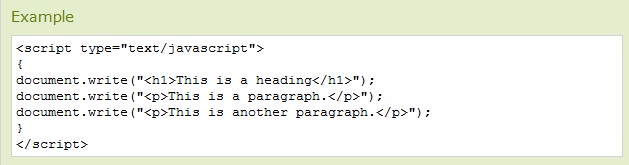 Example
<script type="text/javascript">
{
document.write("<h1>This is a heading</h1>");
document.write("<p>This is a paragraph.</p>");
document.write("<p>This is another paragraph.</p>");
}
</script>